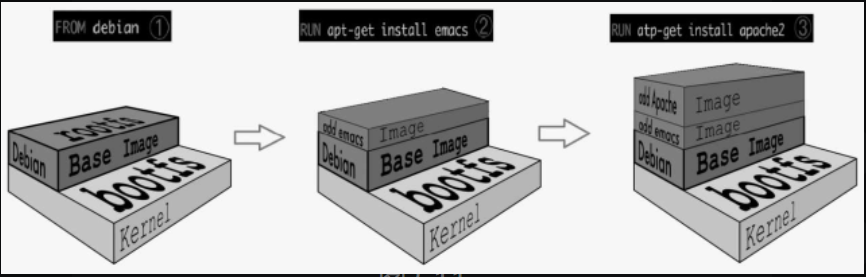 FROM debian ①
RUN apt-get install emacs ②
RUN atp-get install apache2 ③
rootfs
Debian Base Image
bootfs
Kernel
add emacs Image
Debian Base Image
bootfs
Kernel
add Apache Image
add emacs Image
Debian Base Image
bootfs
Kernel